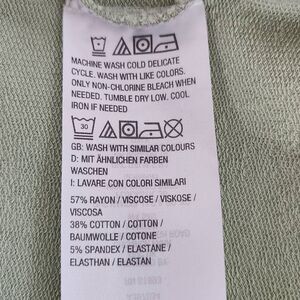 MACHINE WASH COLD DELICATE
CYCLE. WASH WITH LIKE COLORS.
ONLY NON-CHLORINE BLEACH WHEN
NEEDED. TUMBLE DRY LOW. COOL
IRON IF NEEDED
30
GB: WASH WITH SIMILAR COLOURS
D: MIT ÄHNLICHEN FARBEN
WASCHEN
I: LAVARE CON COLORI SIMILARI
57% RAYON / VISCOSE / VISKOSE /
VISCOSA
38% COTTON / COTTON /
BAUMWOLLE / COTONE
5% SPANDEX / ELASTANE /
ELASTHAN / ELASTAN